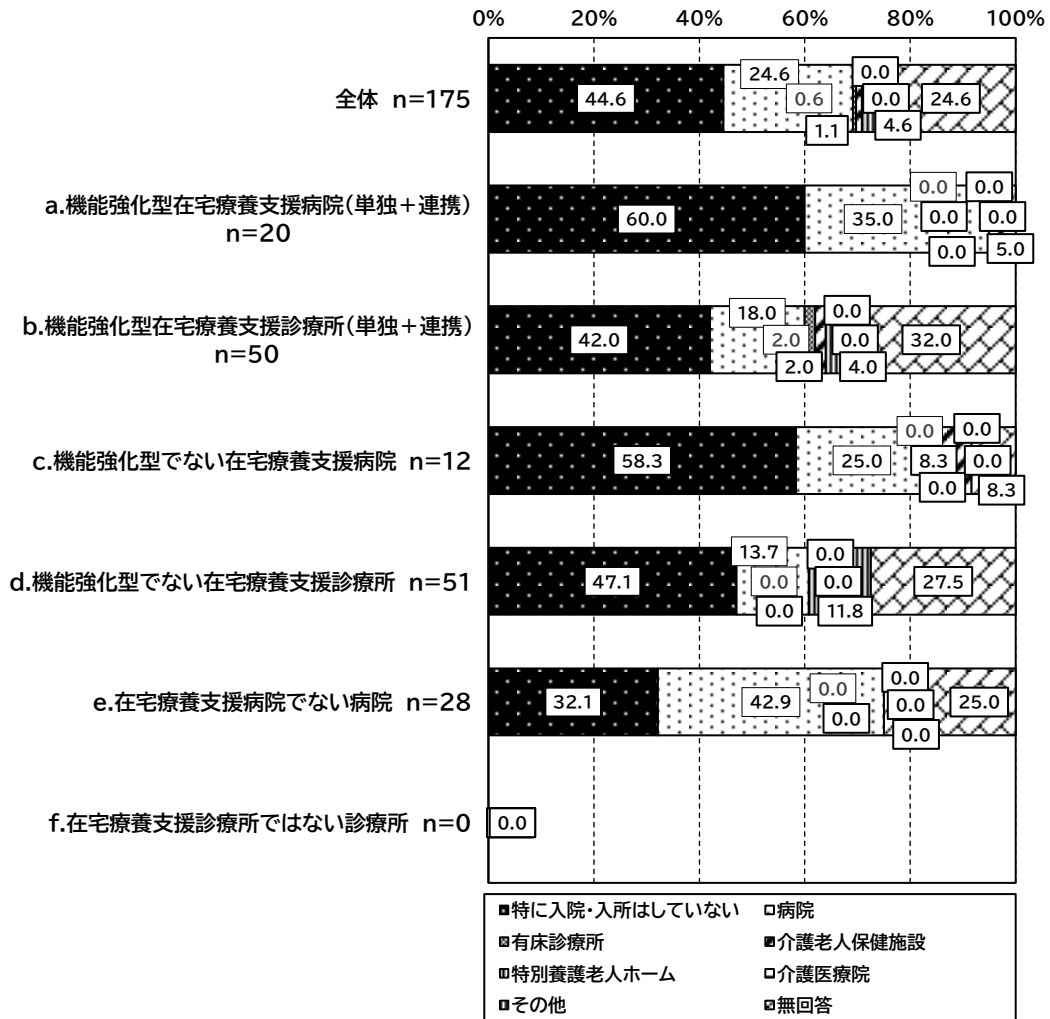 0% 20% 40% 60% 80% 100%
全体 n=175
44.6 24.6 0.6 1.1 0.0 0.0 4.6 24.6
a.機能強化型在宅療養支援病院(単独+連携)
n=20
60.0 35.0 0.0 0.0 0.0 0.0 0.0 5.0
b.機能強化型在宅療養支援診療所(単独+連携)
n=50
42.0 18.0 2.0 2.0 0.0 0.0 4.0 32.0
c.機能強化型でない在宅療養支援病院 n=12
58.3 25.0 0.0 8.3 0.0 0.0 0.0 8.3
d.機能強化型でない在宅療養支援診療所 n=51
47.1 13.7 0.0 0.0 0.0 0.0 11.8 27.5
e.在宅療養支援病院でない病院 n=28
32.1 42.9 0.0 0.0 0.0 0.0 0.0 25.0
f.在宅療養支援診療所ではない診療所 n=0
0.0
特に入院・入所はしていない 病院
有床診療所 介護老人保健施設
特別養護老人ホーム 介護医療院
その他 無回答